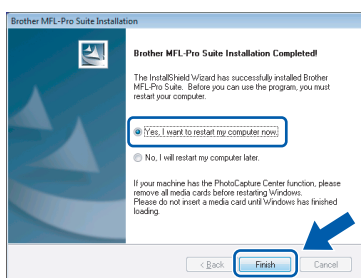 Brother MFL-Pro Suite Installation
Brother MFL-Pro Suite Installation Completed!
The InstallShield Wizard has successfully installed Brother
MFL-Pro Suite. Before you can use the program, you must
restart your computer.
Yes, I want to restart my computer now.
No, I will restart my computer later.
If your machine has the PhotoCapture Center function, please
remove all media cards before restarting Windows.
Please do not insert a media card until Windows has finished
loading.
< Back
Finish
Cancel